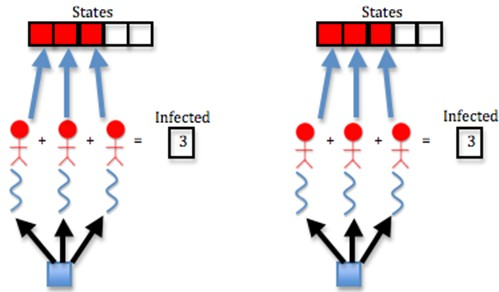 States
States
Infected
+ + = 3
Infected
+ + = 3